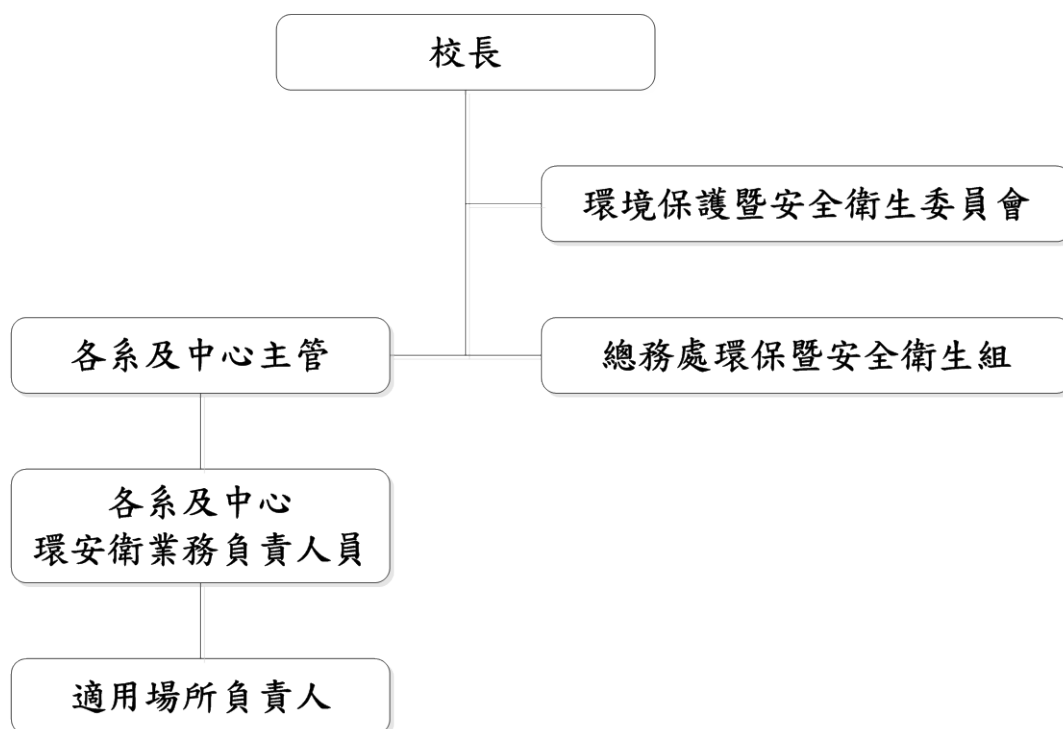 校長
環境保護暨安全衛生委員會
各系及中心主管
總務處環保暨安全衛生組
各系及中心
環安衛業務負責人員
適用場所負責人